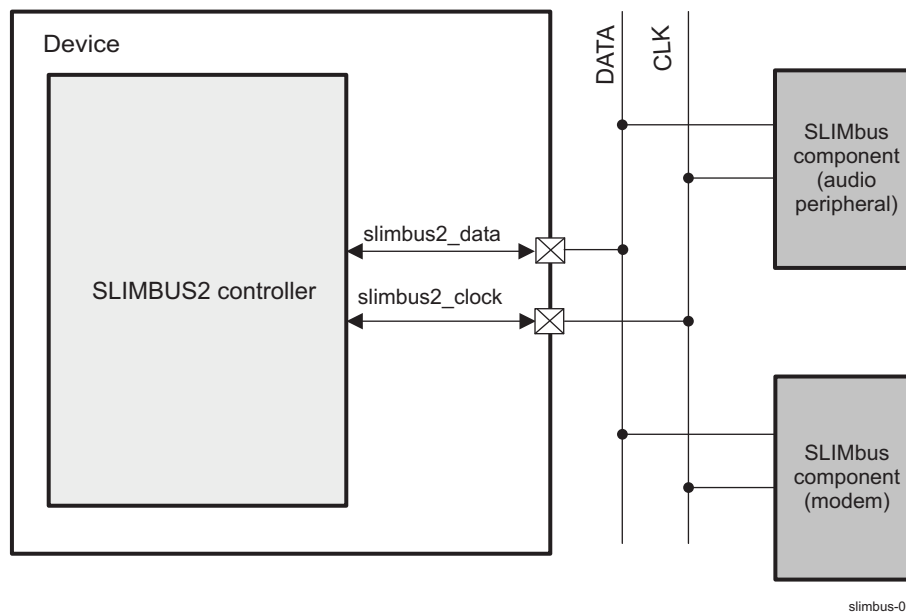 Device
DATA
CLK
SLIMbus
component
(audio
peripheral)
slimbus2_data
SLIMBUS2 controller
slimbus2_clock
SLIMbus
component
(modem)
slimbus-0